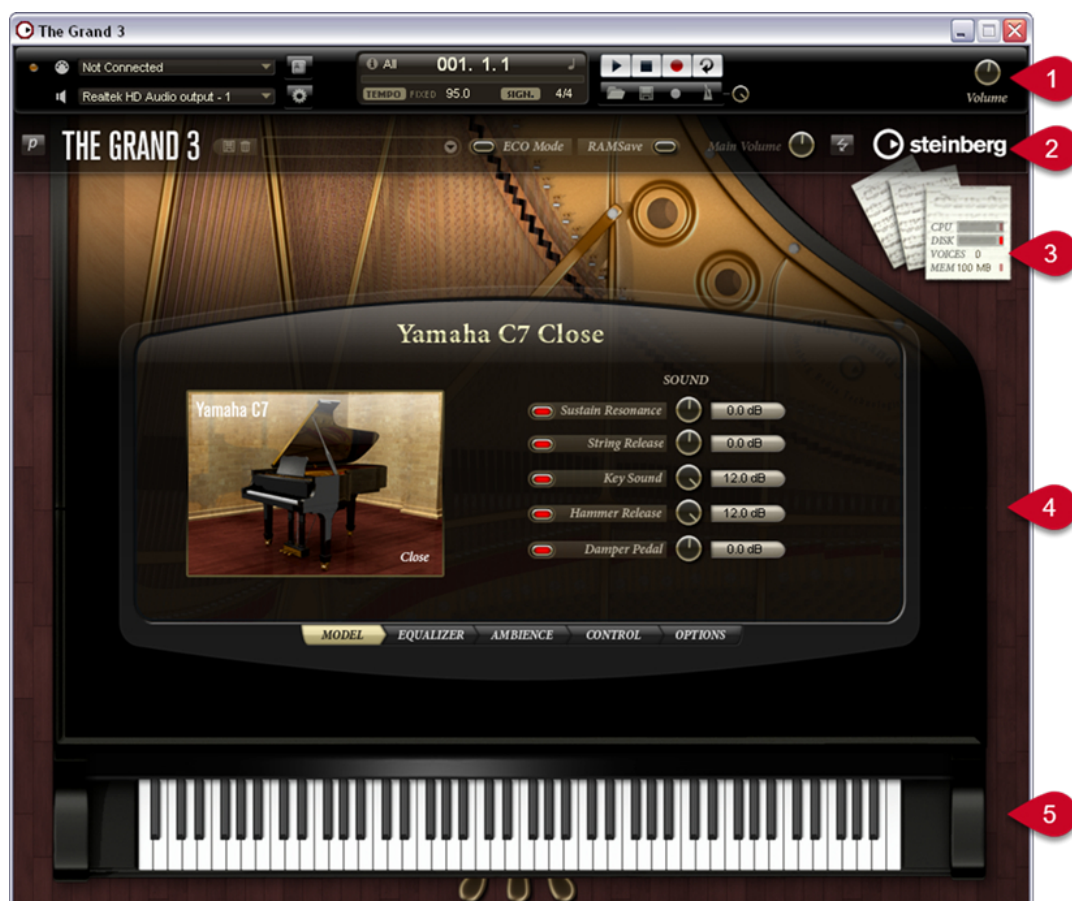 The Grand 3
Not Connected
All 001. 1. 1
Realtek HD Audio output - 1
TEMPO FIXED 95.0 SIGN. 4/4
Volume
1
P THE GRAND 3 ECO Mode RAMSave Main Volume steinberg
2
CPU
DISK
VOICES 0
MEM 100 MB
3
Yamaha C7 Close
SOUND
Yamaha C7
Close
Sustain Resonance 0.0 dB
String Release 0.0 dB
Key Sound 12.0 dB
Hammer Release 12.0 dB
Damper Pedal 0.0 dB
4
MODEL EQUALIZER AMBIENCE CONTROL OPTIONS
5